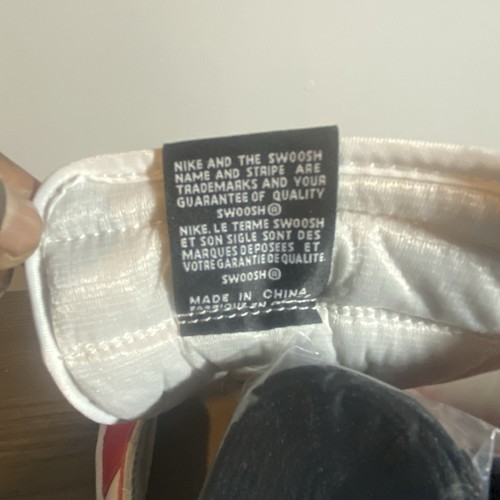 NIKE AND THE SWOOSH
NAME AND STRIPE ARE
TRADEMARKS AND YOUR
GUARANTEE OF QUALITY
SWOOSH®
NIKE. LE TERME SWOOSH
ET SON SIGLE SONT DES
MARQUES DEPOSEES ET
VOTRE GARANTIE DE QUALITE.
SWOOSH®
MADE IN CHINA